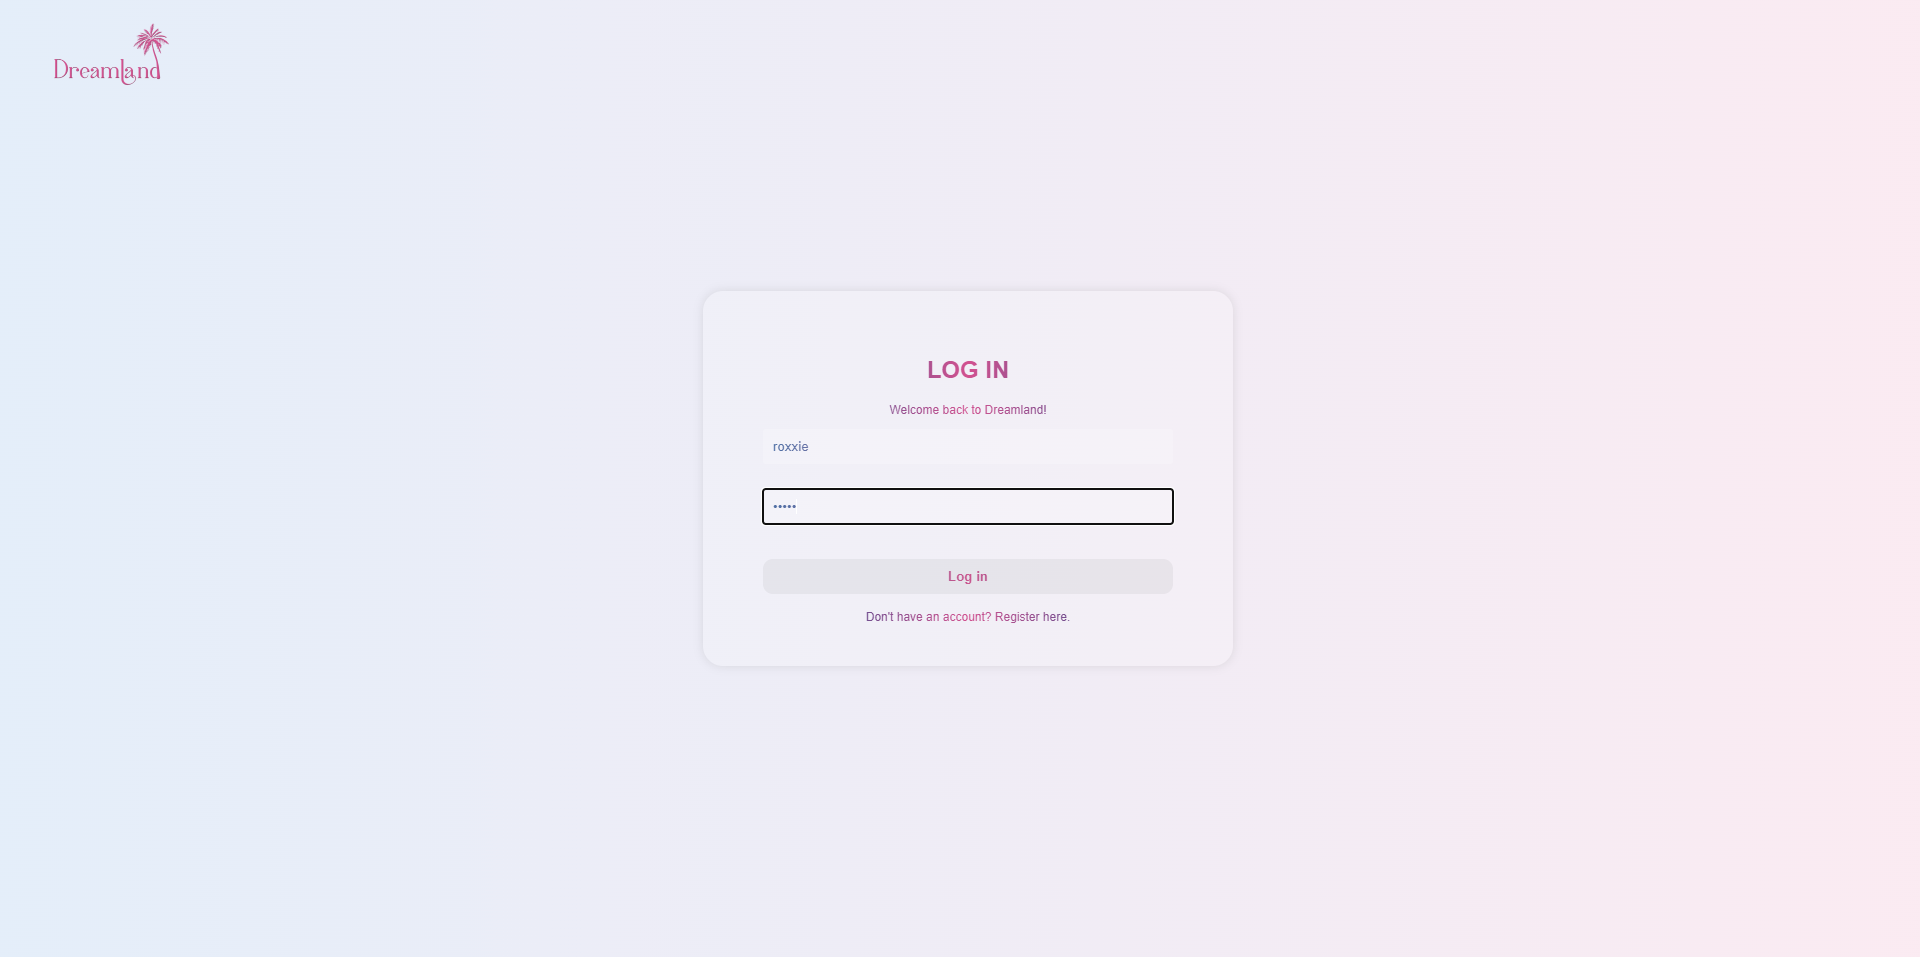 Dreamland
LOG IN
Welcome back to Dreamland!
roxxie
•••••
Log in
Don't have an account? Register here.